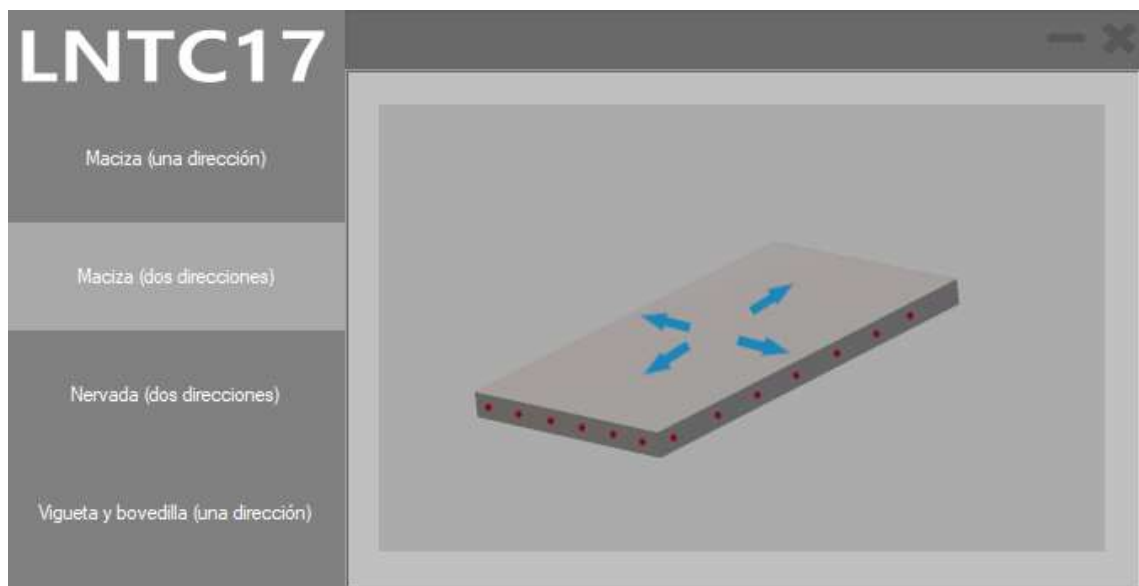 LNTC17
Maciza (una dirección)
Maciza (dos direcciones)
Nervada (dos direcciones)
Vigueta y bovedilla (una dirección)